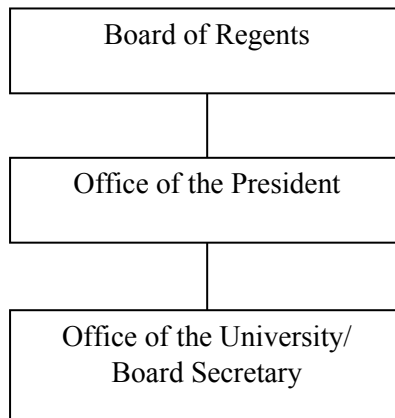 Board of Regents
Office of the President
Office of the University/
Board Secretary